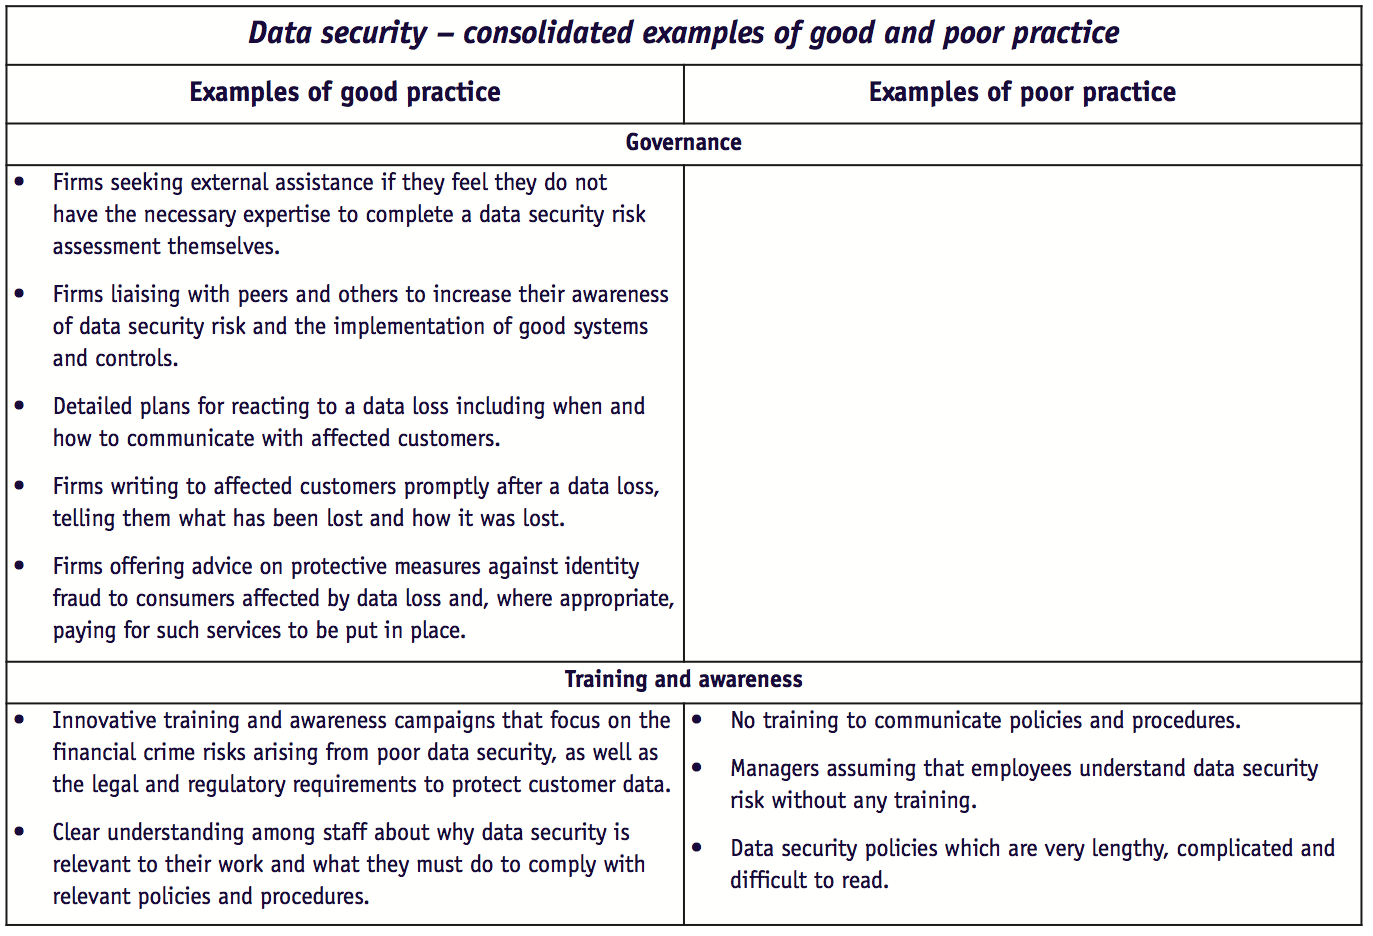 Data security – consolidated examples of good and poor practice
Examples of good practice
Examples of poor practice
Governance
• Firms seeking external assistance if they feel they do not
have the necessary expertise to complete a data security risk
assessment themselves.
• Firms liaising with peers and others to increase their awareness
of data security risk and the implementation of good systems
and controls.
• Detailed plans for reacting to a data loss including when and
how to communicate with affected customers.
• Firms writing to affected customers promptly after a data loss,
telling them what has been lost and how it was lost.
• Firms offering advice on protective measures against identity
fraud to consumers affected by data loss and, where appropriate,
paying for such services to be put in place.
Training and awareness
• Innovative training and awareness campaigns that focus on the
financial crime risks arising from poor data security, as well as
the legal and regulatory requirements to protect customer data.
• Clear understanding among staff about why data security is
relevant to their work and what they must do to comply with
relevant policies and procedures.
• No training to communicate policies and procedures.
• Managers assuming that employees understand data security
risk without any training.
• Data security policies which are very lengthy, complicated and
difficult to read.